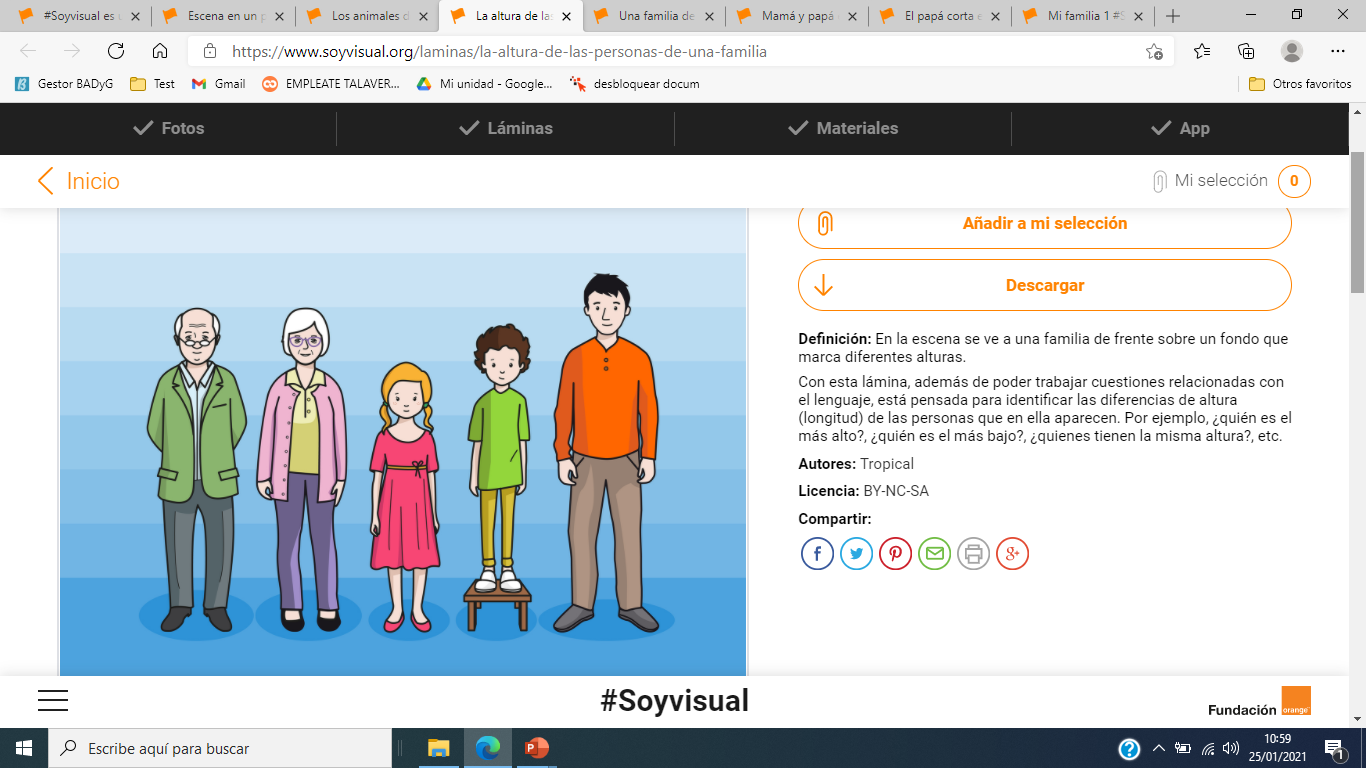 #Soyvisual es u
Escena en un p
Los animales d
La altura de las
Una familia de
Mamá y papá
El papá corta e
Mi familia 1 #S
https://www.soyvisual.org/laminas/la-altura-de-las-personas-de-una-familia
Gestor BADyG
Test
Gmail
EMPLEATE TALAVER...
Mi unidad - Google...
desbloquear docum
Otros favoritos
Fotos
Láminas
Materiales
App
Inicio
Mi selección
0
Añadir a mi selección
Descargar
Definición: En la escena se ve a una familia de frente sobre un fondo que
marca diferentes alturas.
Con esta lámina, además de poder trabajar cuestiones relacionadas con
el lenguaje, está pensada para identificar las diferencias de altura
(longitud) de las personas que en ella aparecen. Por ejemplo, ¿quién es el
más alto?, ¿quién es el más bajo?, ¿quienes tienen la misma altura?, etc.
Autores: Tropical
Licencia: BY-NC-SA
Compartir:
#Soyvisual
Fundación
orange
Escribe aquí para buscar
10:59
25/01/2021
1